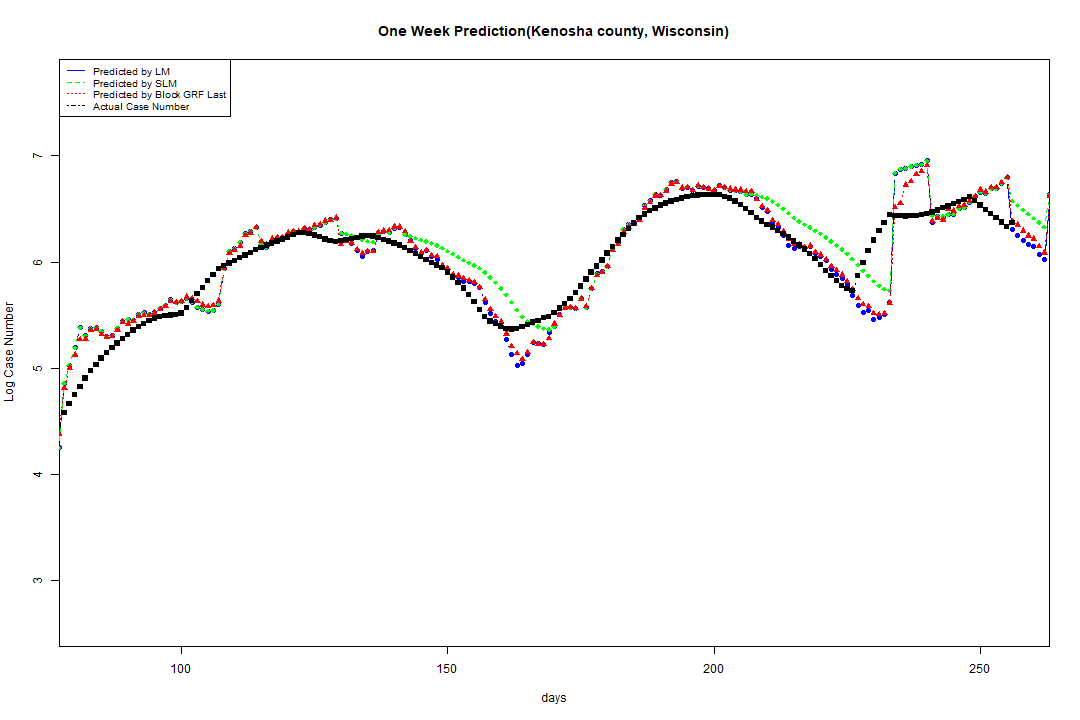 One Week Prediction(Kenosha county, Wisconsin)
Predicted by LM
Predicted by SLM
Predicted by Block GRF Last
Actual Case Number
7
6
5
4
3
Log Case Number
100 150 200 250
days